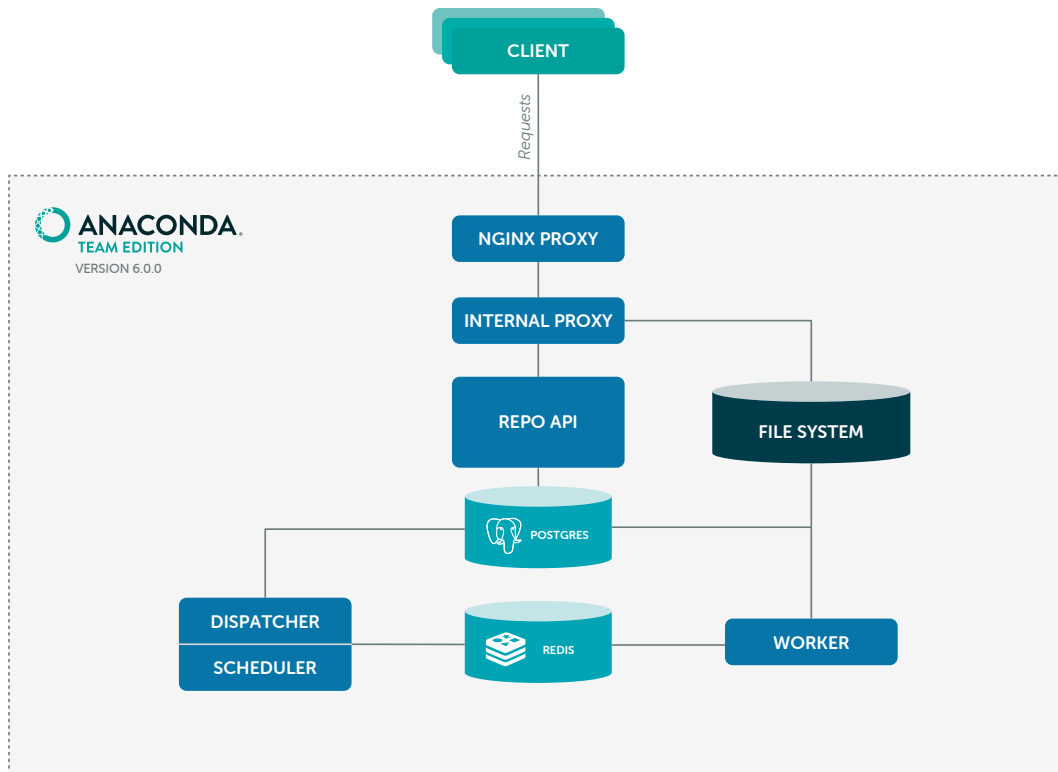 CLIENT
Requests
ANACONDA®
TEAM EDITION
VERSION 6.0.0
NGINX PROXY
INTERNAL PROXY
REPO API
FILE SYSTEM
POSTGRES
DISPATCHER
SCHEDULER
REDIS
WORKER